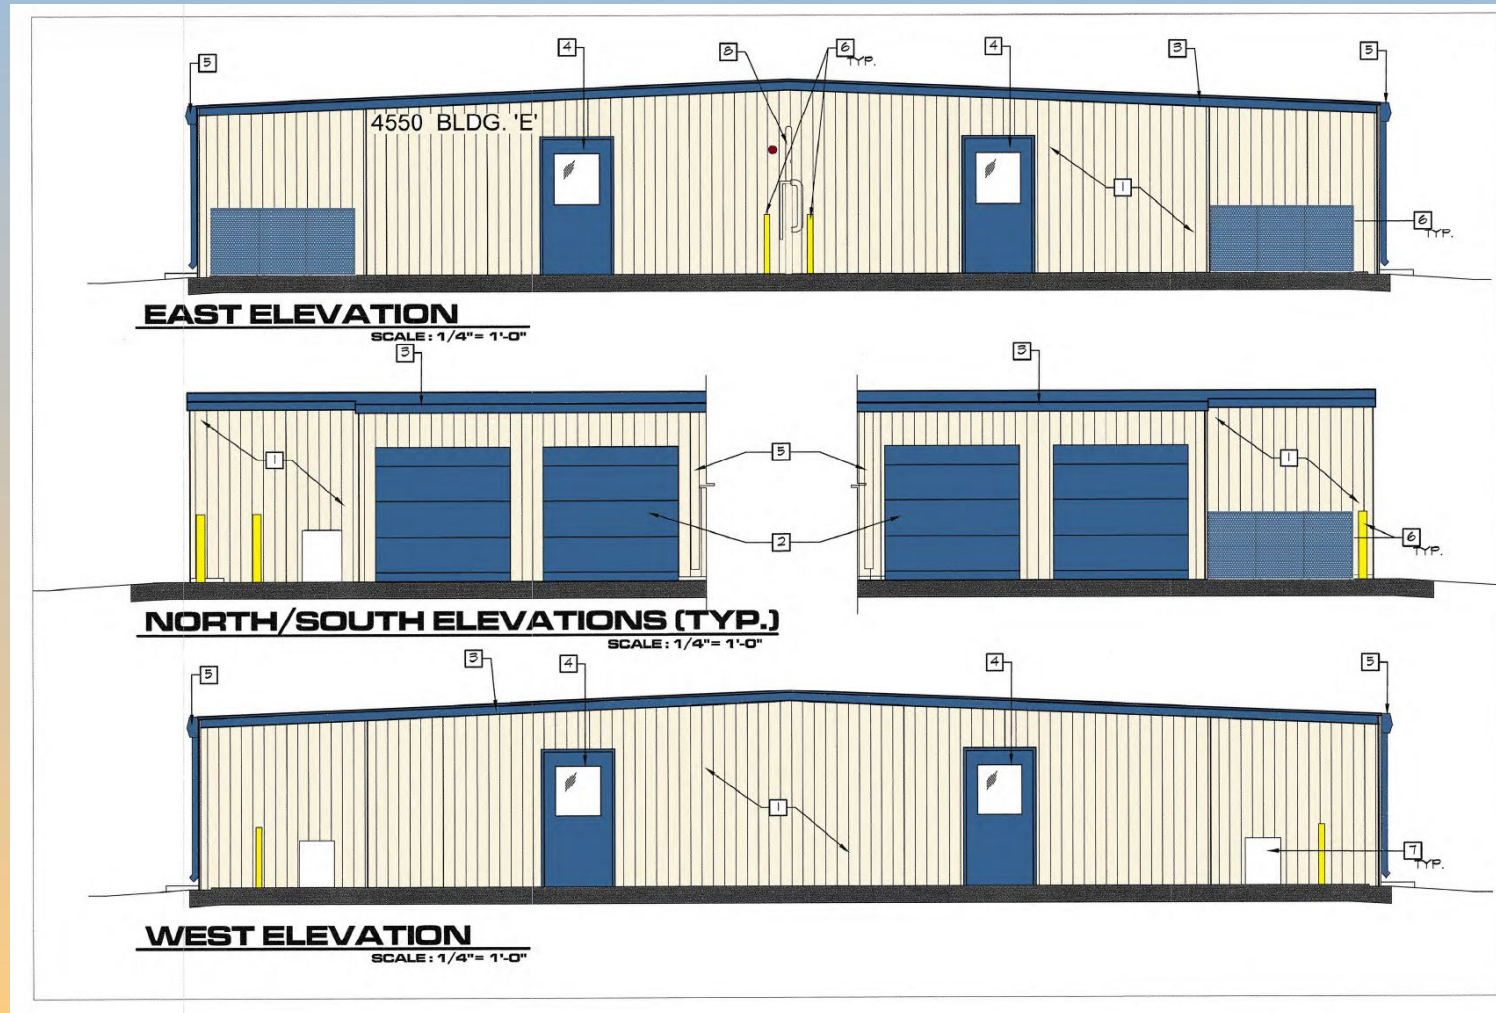 5
4
8
6
TYP.
4
3
5
4550 BLDG. 'E'
1
6
TYP.
EAST ELEVATION
SCALE: 1/4"= 1'-0"
3
3
1
5
1
2
6
TYP.
NORTH/SOUTH ELEVATIONS (TYP.)
SCALE: 1/4"= 1'-0"
5
3
4
4
5
1
7
TYP.
WEST ELEVATION
SCALE: 1/4"= 1'-0"